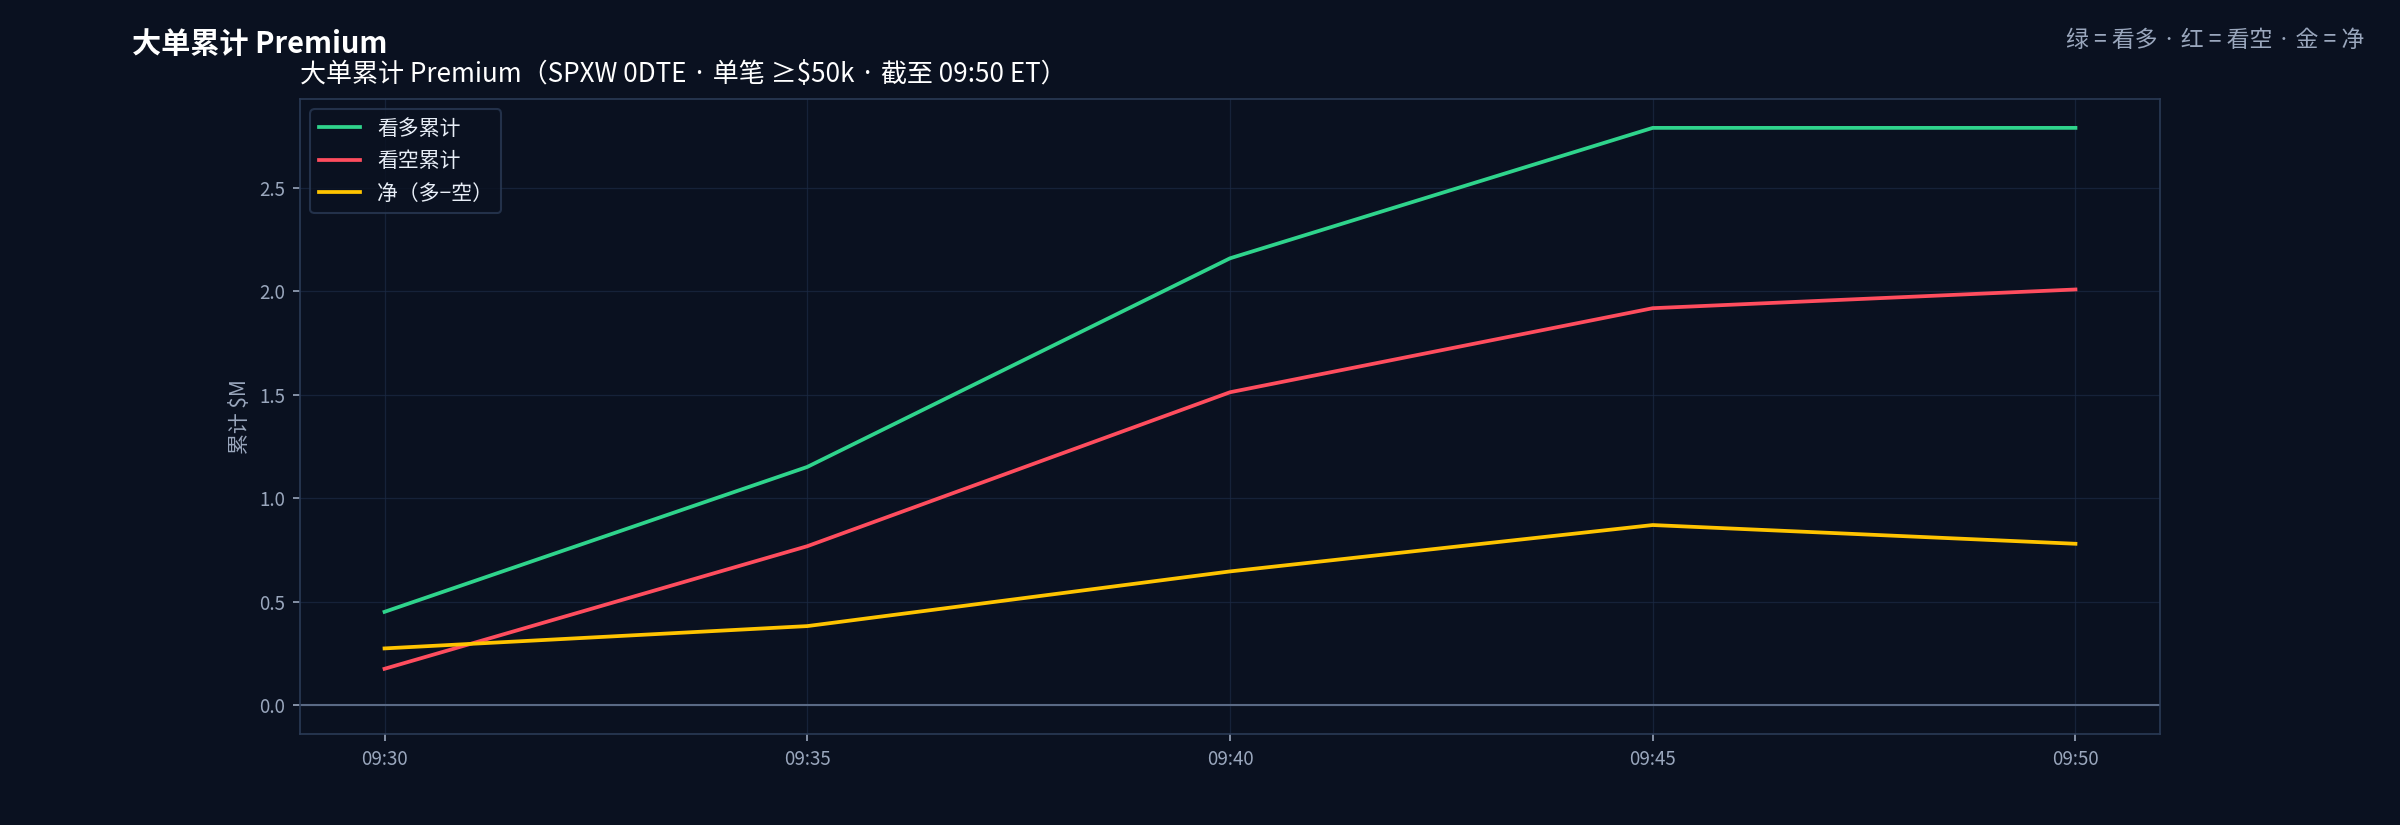 大单累计 Premium
绿 = 看多 · 红 = 看空 · 金 = 净
大单累计 Premium（SPXW 0DTE · 单笔 ≥$50k · 截至 09:50 ET）
看多累计
看空累计
净（多−空）
累计 $M
2.5
2.0
1.5
1.0
0.5
0.0
09:30
09:35
09:40
09:45
09:50